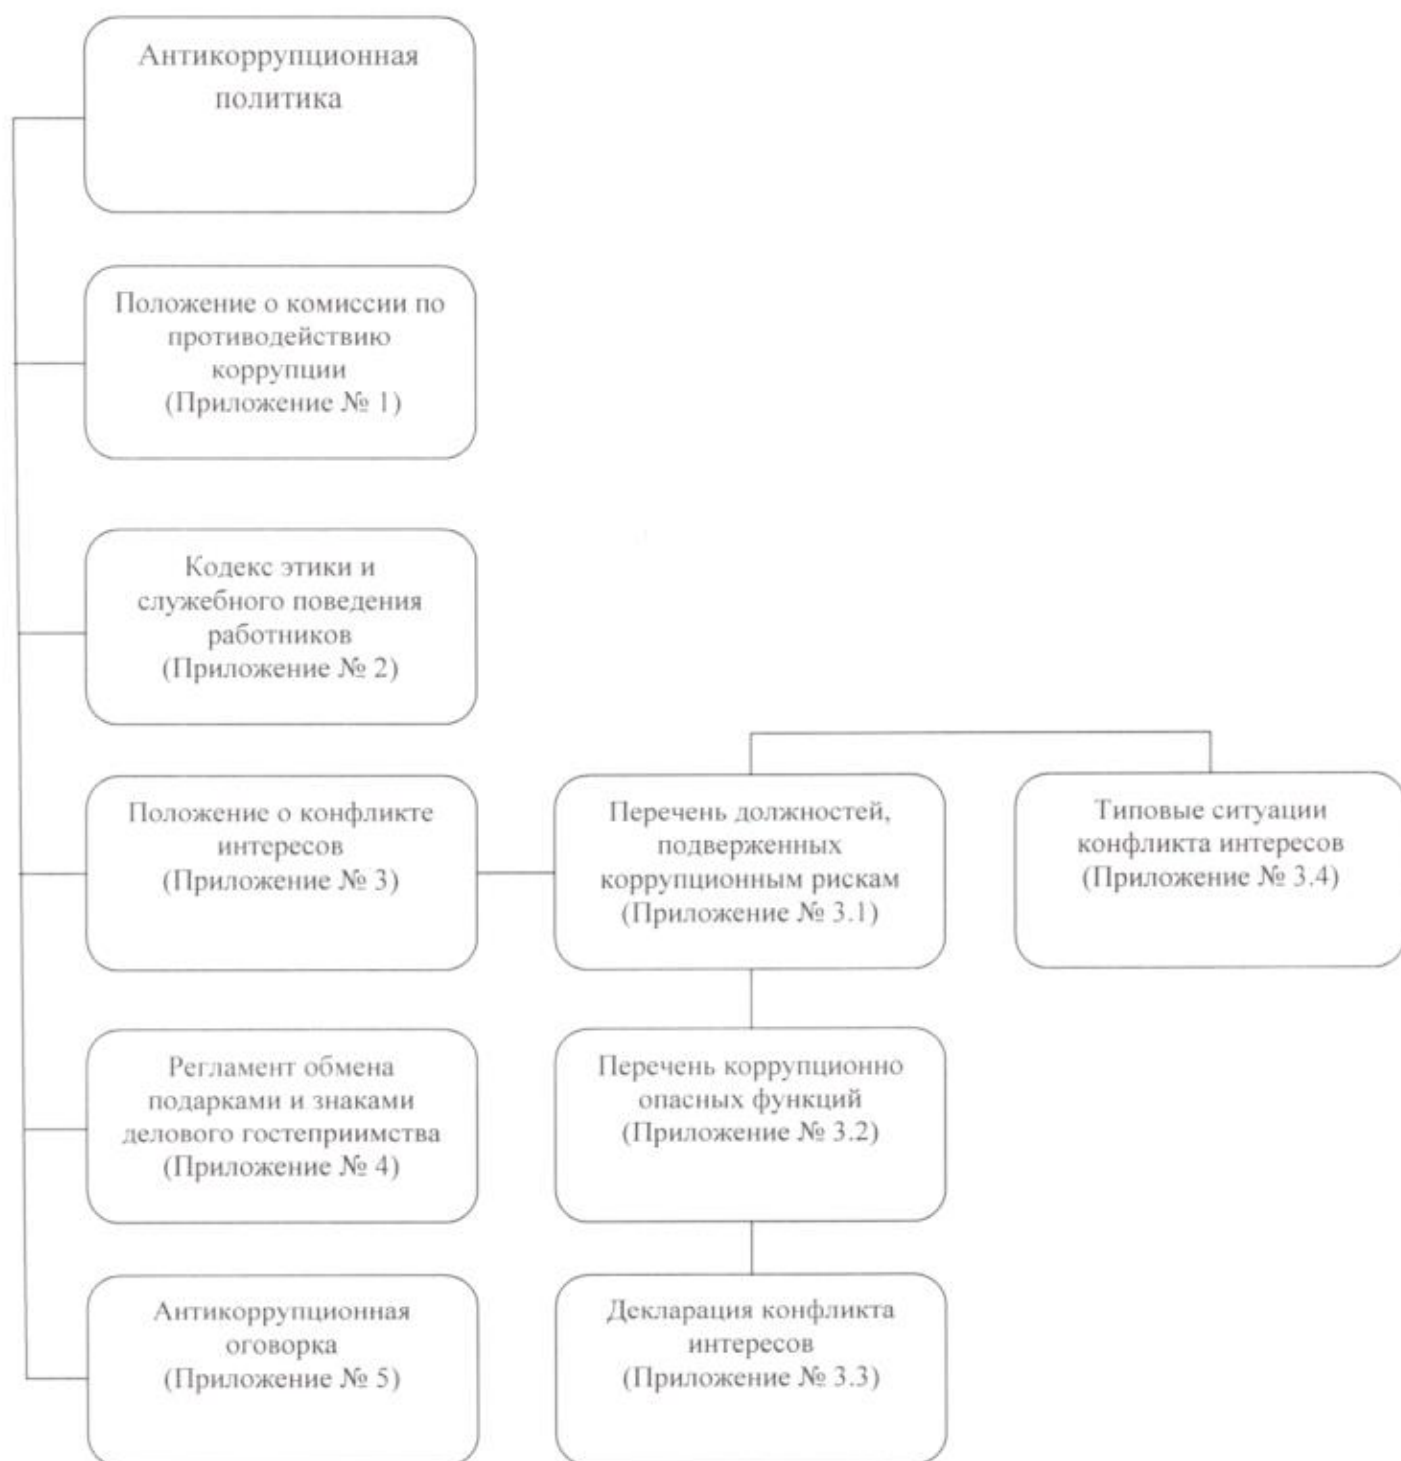 Антикоррупционная
политика
Положение о комиссии по
противодействию
коррупции
(Приложение № 1)
Кодекс этики и
служебного поведения
работников
(Приложение № 2)
Положение о конфликте
интересов
(Приложение № 3)
Перечень должностей,
подверженных
коррупционным рискам
(Приложение № 3.1)
Типовые ситуации
конфликта интересов
(Приложение № 3.4)
Регламент обмена
подарками и знаками
делового гостеприимства
(Приложение № 4)
Перечень коррупционно
опасных функций
(Приложение № 3.2)
Антикоррупционная
оговорка
(Приложение № 5)
Декларация конфликта
интересов
(Приложение № 3.3)